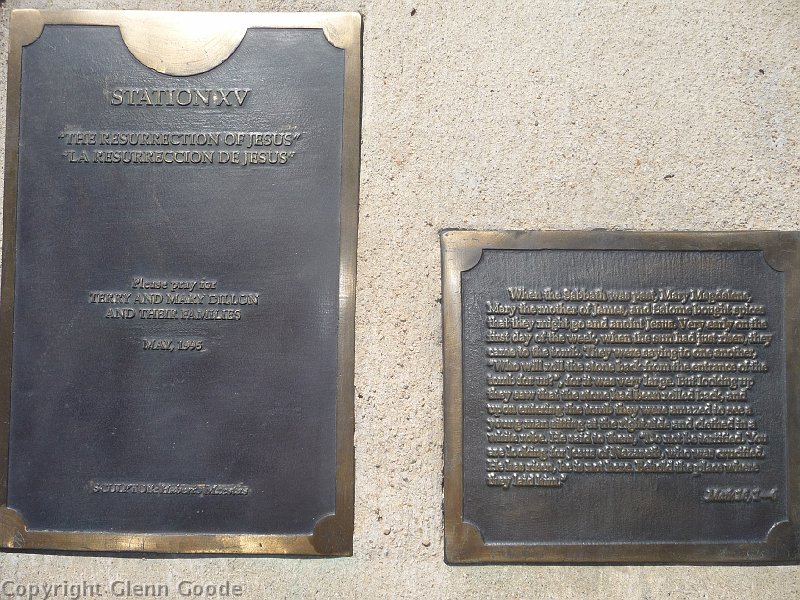 STATION XV
"THE RESURRECTION OF JESUS"
"LA RESURRECCION DE JESUS"
Please pray for
TERRY AND MARY DILLON
AND THEIR FAMILIES
MAY, 1995
SCULPTOR:
When the Sabbath was past, Mary Magdalene,
Mary the mother of James, and Salome bought spices
that they might go and anoint Jesus. Very early on the
first day of the week, when the sun had just risen, they
came to the tomb. They were saying to one another,
"Who will roll the stone back from the entrance of the
tomb for us?", for it was very large. But looking up
they saw that the stone had been rolled back, and
upon entering the tomb they were amazed to see a
young man sitting at the right side and clothed in a
white robe. He said to them, "Do not be terrified. You
are looking for Jesus of Nazareth, who was crucified.
He has risen, he is not here. Behold the place where
they laid him."
Copyright Glenn Goode